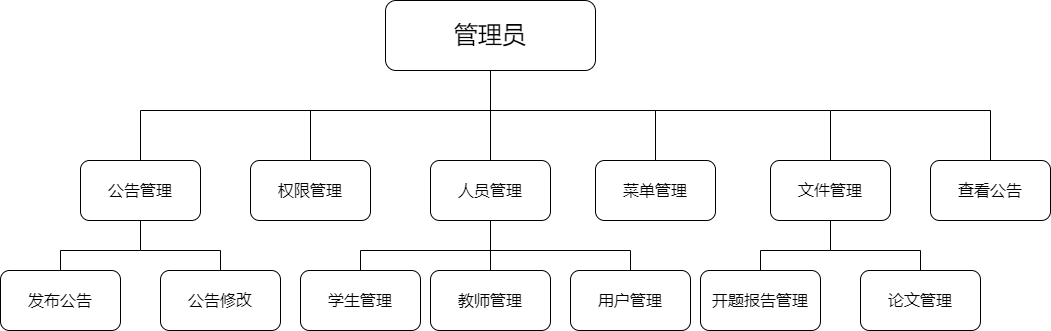 管理员
公告管理
权限管理
人员管理
菜单管理
文件管理
查看公告
发布公告
公告修改
学生管理
教师管理
用户管理
开题报告管理
论文管理